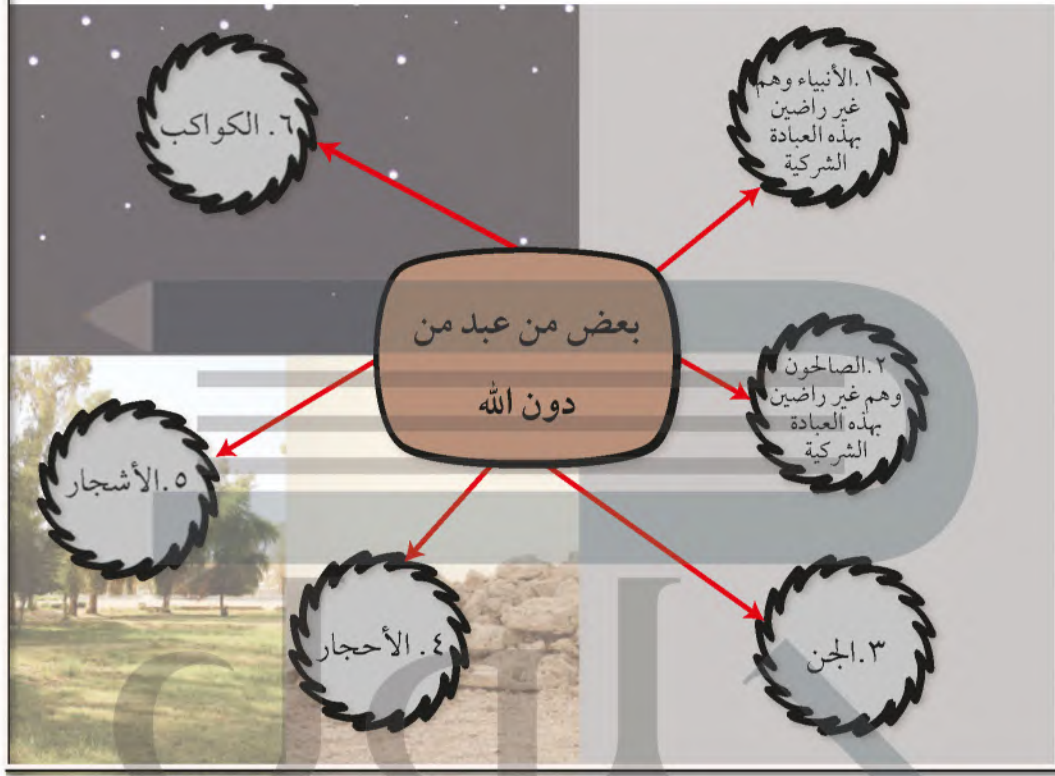 بعض من عبد من
دون الله
١.الأنبياء وهم
غير راضين
بهذه العبادة
الشركية
٢.الصالحون
وهم غير راضين
بهذه العبادة
الشركية
٣.الجن
٤. الأحجار
٥.الأشجار
٦. الكواكب